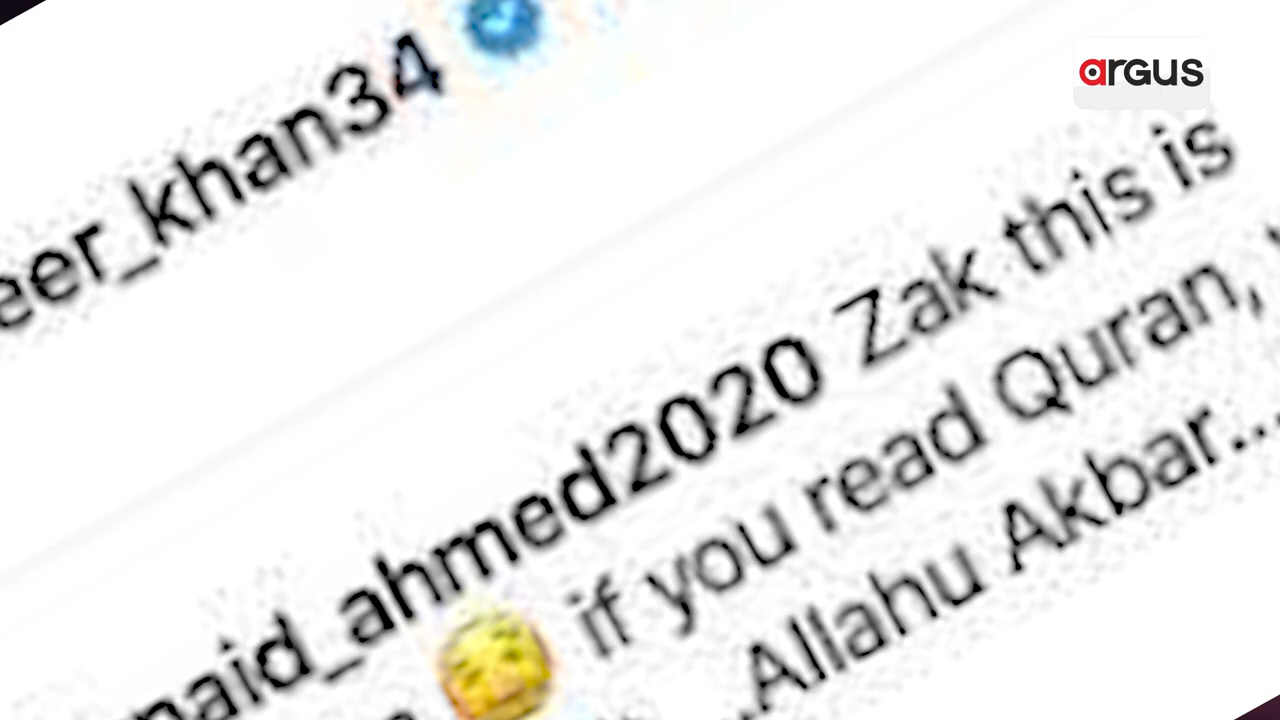 argus
eer_khan34
naid_ahmed2020 Zak this is
if you read Quran,
Allahu Akbar...